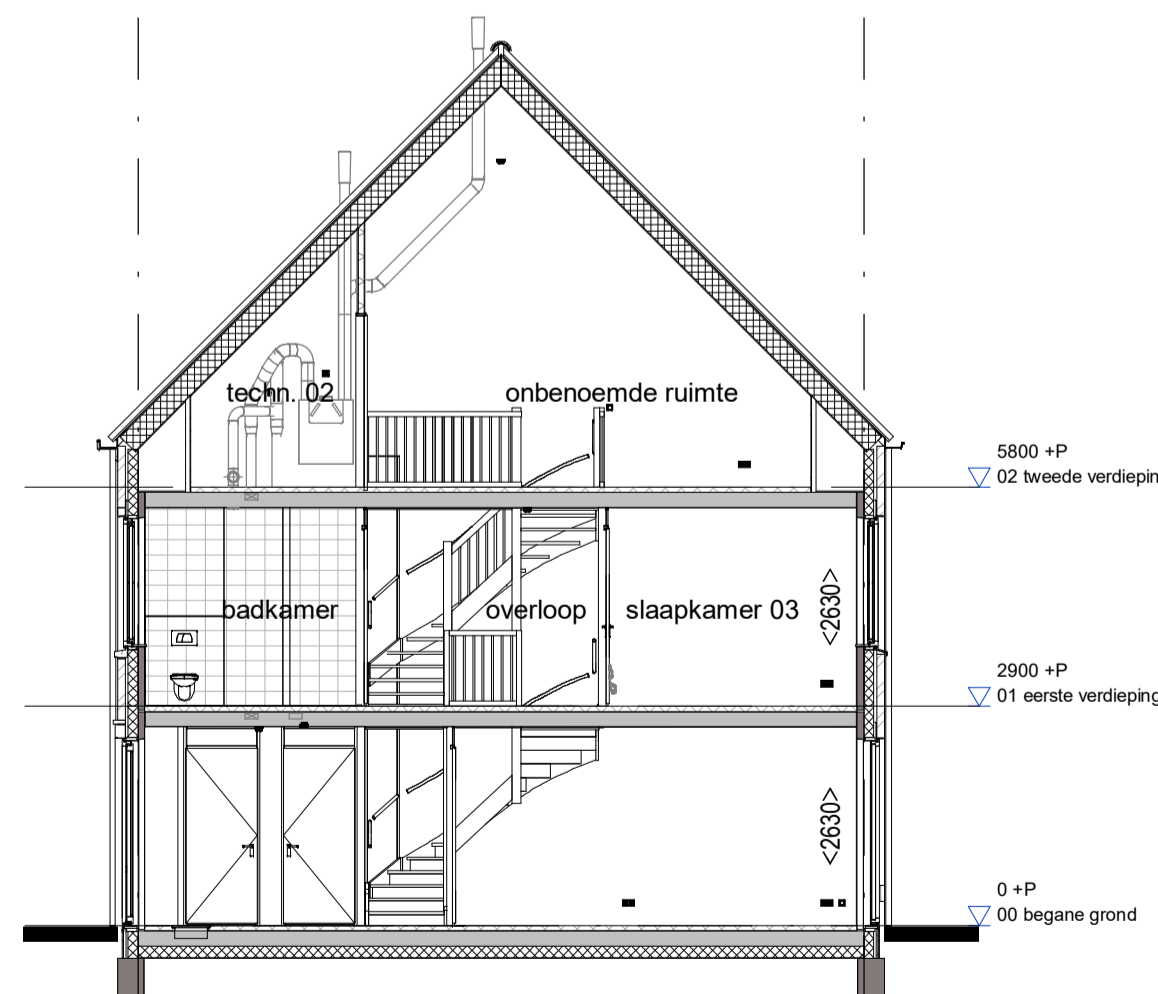 techn. 02
onbenoemde ruimte
5800 +P
02 tweede verdiepin
badkamer
overloop
slaapkamer 03
<2630>
2900 +P
01 eerste verdieping
<2630>
0 +P
00 begane grond